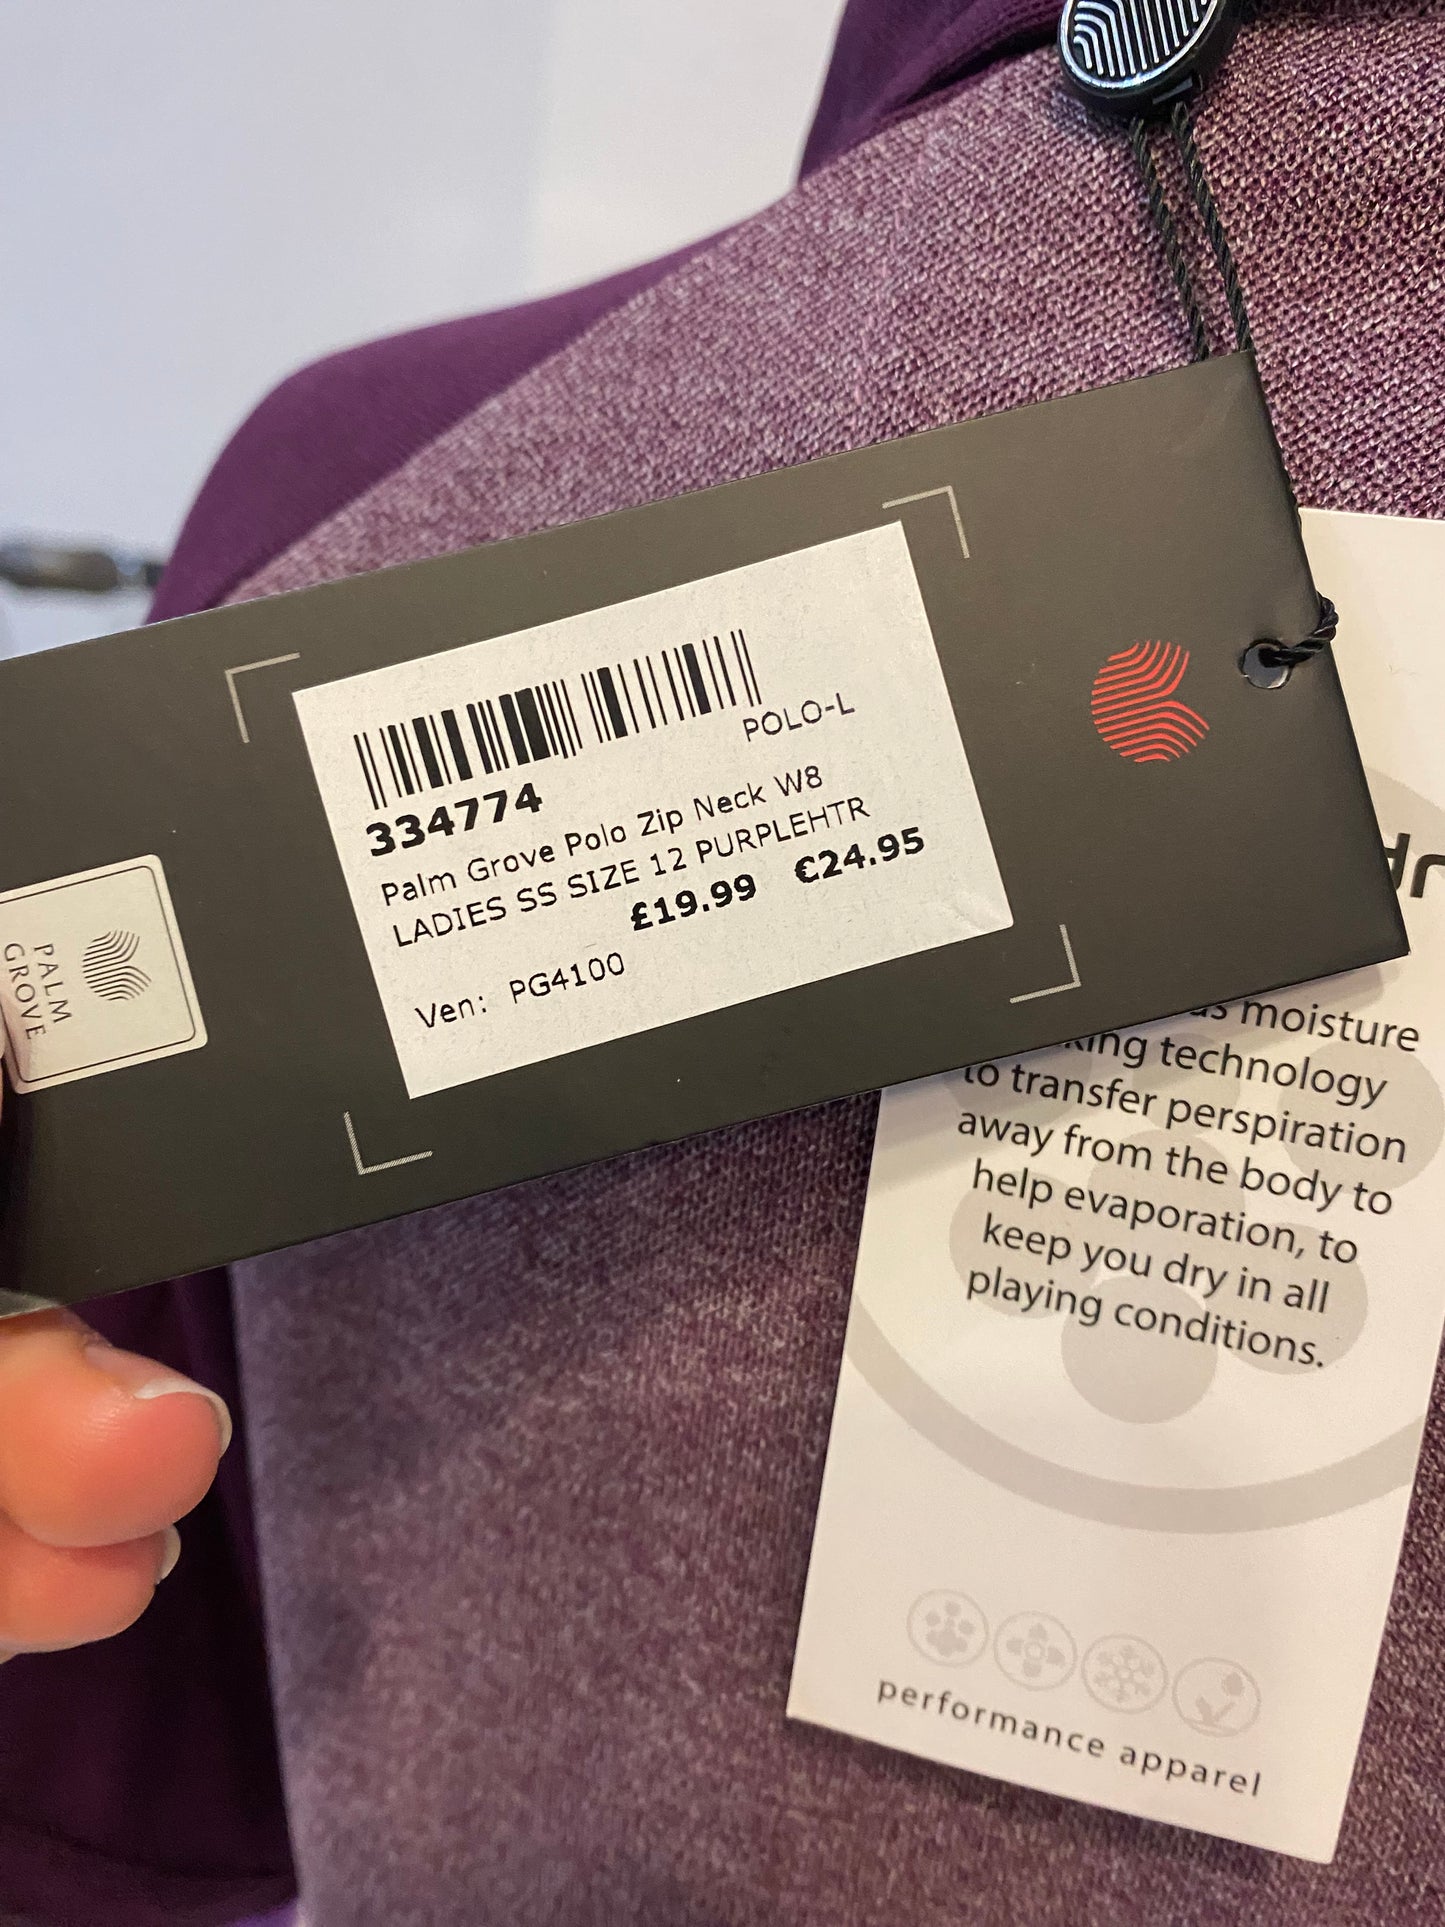 POLO-L
334774
Palm Grove Polo Zip Neck W8
LADIES SS SIZE 12 PURPLEHTR
£19.99 €24.95
Ven: PG4100
PALM
GROVE
moisture
technology
to transfer perspiration
away from the body to
help evaporation, to
keep you dry in all
playing conditions.
performance apparel